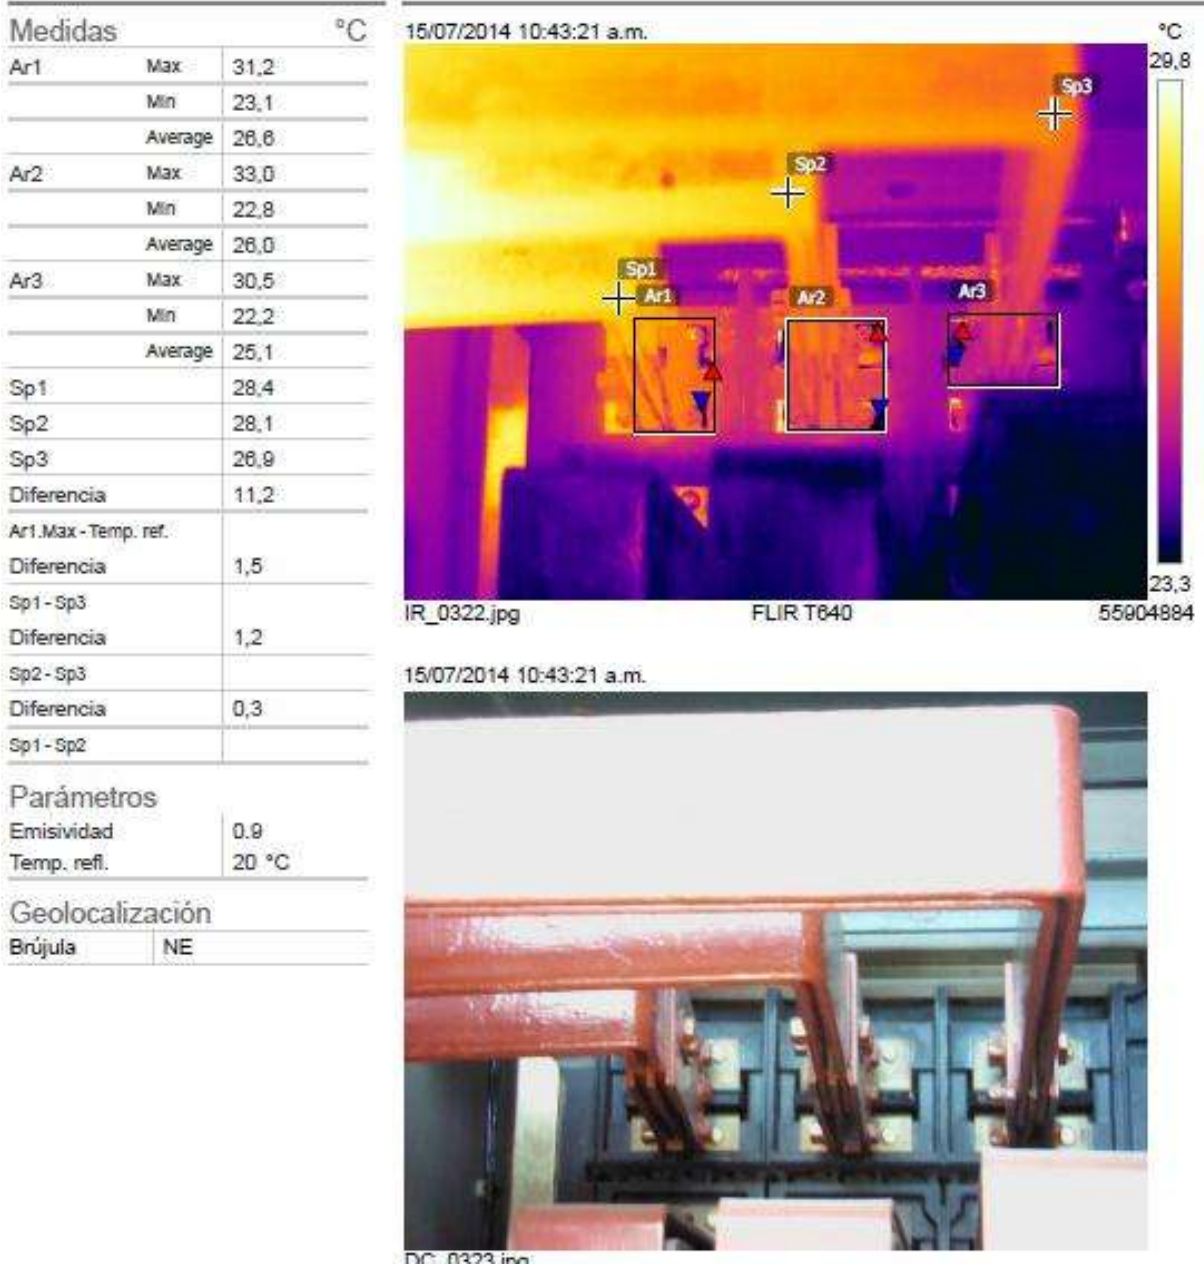 Medidas °C
Ar1 Max 31,2
Min 23,1
Average 26,6
Ar2 Max 33,0
Min 22,8
Average 26,0
Ar3 Max 30,5
Min 22,2
Average 25,1
Sp1 28,4
Sp2 28,1
Sp3 26,9
Diferencia 11,2
Ar1.Max - Temp. ref.
Diferencia 1,5
Sp1 - Sp3
Diferencia 1,2
Sp2 - Sp3
Diferencia 0,3
Sp1 - Sp2
Parámetros
Emisividad 0.9
Temp. refl. 20 °C
Geolocalización
Brújula NE
15/07/2014 10:43:21 a.m. °C
29,8
Sp3
Sp2
Sp1
Ar1 Ar2 Ar3
23,3
IR_0322.jpg FLIR T640 55904884
15/07/2014 10:43:21 a.m.
DC_0323.jpg